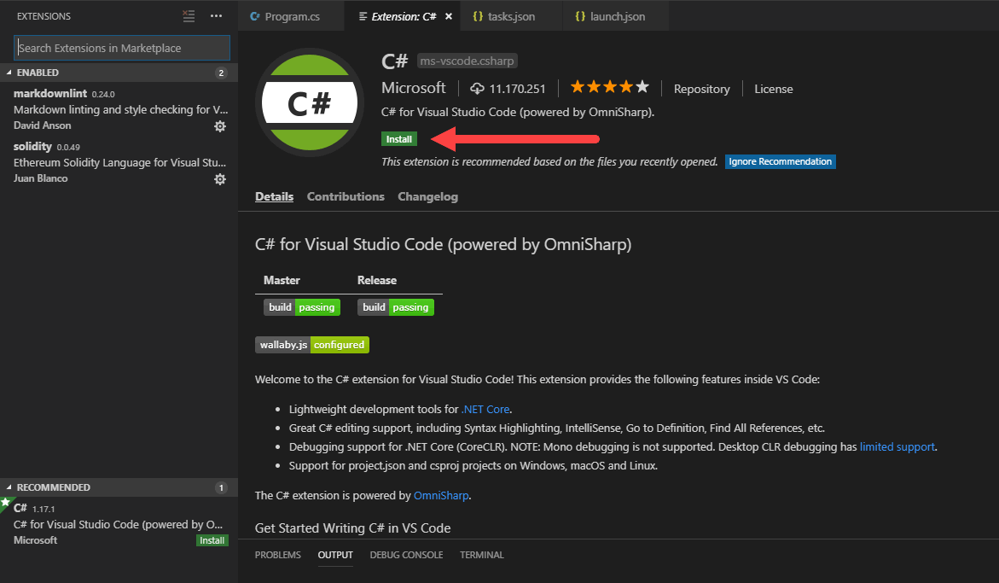 EXTENSIONS
Search Extensions in Marketplace
ENABLED 2
markdownlint 0.24.0
Markdown linting and style checking for V...
David Anson
solidity 0.0.49
Ethereum Solidity Language for Visual Stu...
Juan Blanco
RECOMMENDED 1
C# 1.17.1
C# for Visual Studio Code (powered by O...
Microsoft Install
Program.cs Extension: C# tasks.json launch.json
C#
C# ms-vscode.csharp
Microsoft 11.170.251 Repository License
C# for Visual Studio Code (powered by OmniSharp).
Install
This extension is recommended based on the files you recently opened. Ignore Recommendation
Details Contributions Changelog
C# for Visual Studio Code (powered by OmniSharp)
Master Release
build passing build passing
wallaby.js configured
Welcome to the C# extension for Visual Studio Code! This extension provides the following features inside VS Code:
• Lightweight development tools for .NET Core.
• Great C# editing support, including Syntax Highlighting, IntelliSense, Go to Definition, Find All References, etc.
• Debugging support for .NET Core (CoreCLR). NOTE: Mono debugging is not supported. Desktop CLR debugging has limited support.
• Support for project.json and csproj projects on Windows, macOS and Linux.
The C# extension is powered by OmniSharp.
Get Started Writing C# in VS Code
PROBLEMS OUTPUT DEBUG CONSOLE TERMINAL